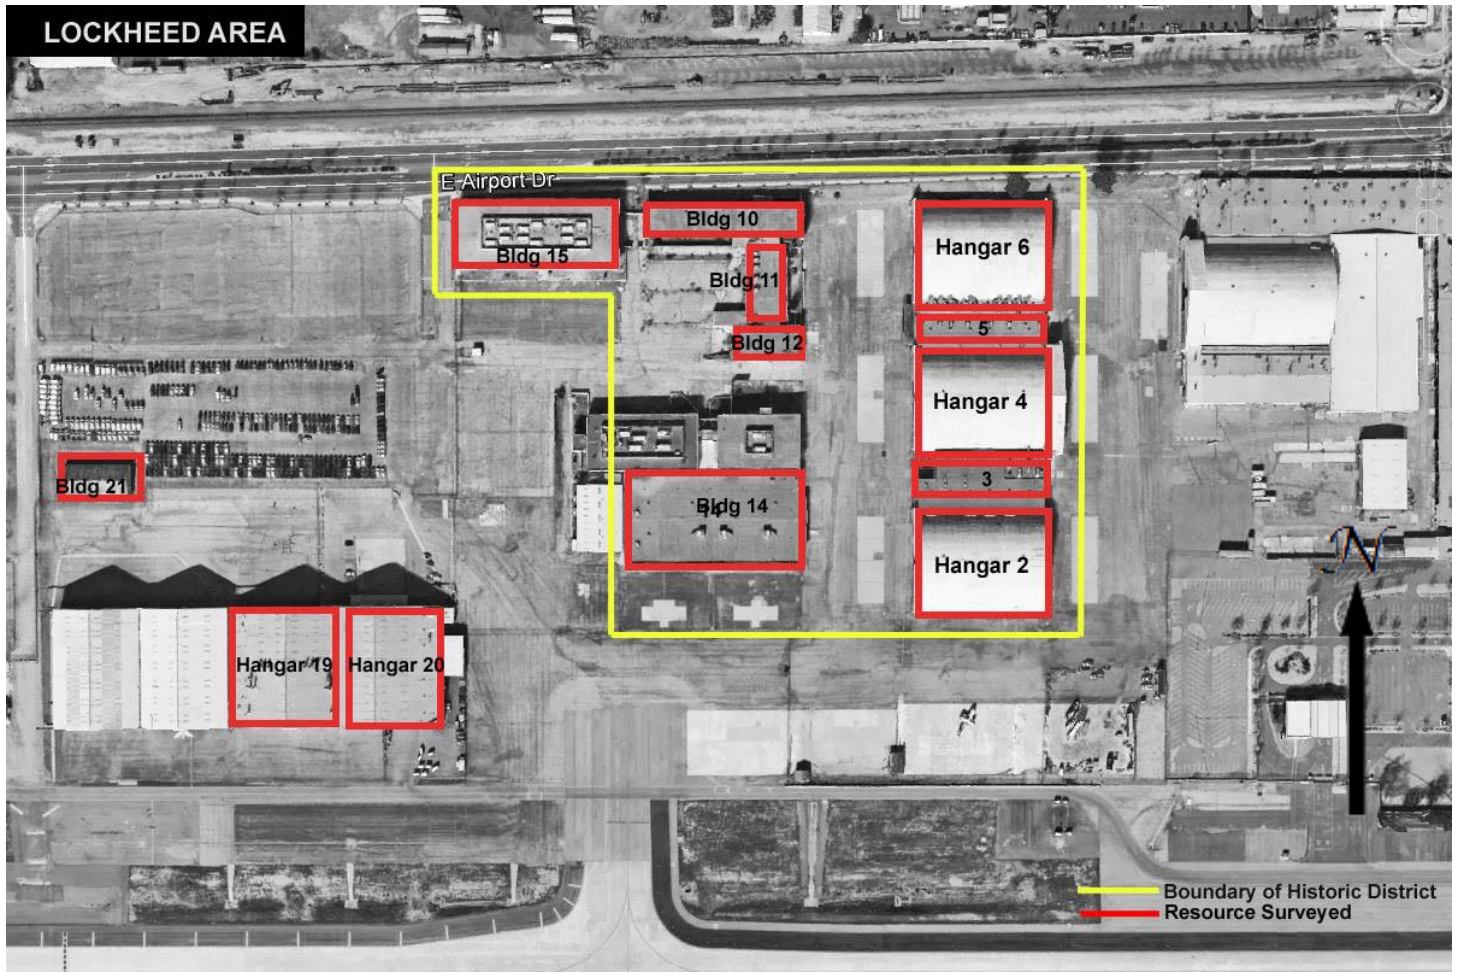 LOCKHEED AREA
E Airport Dr
Bldg 10
Bldg 15
Hangar 6
Bldg 11
5
Bldg 12
Hangar 4
3
Bldg 21
Bldg 14
14
N
Hangar 2
Hangar 19
Hangar 20
Boundary of Historic District
Resource Surveyed